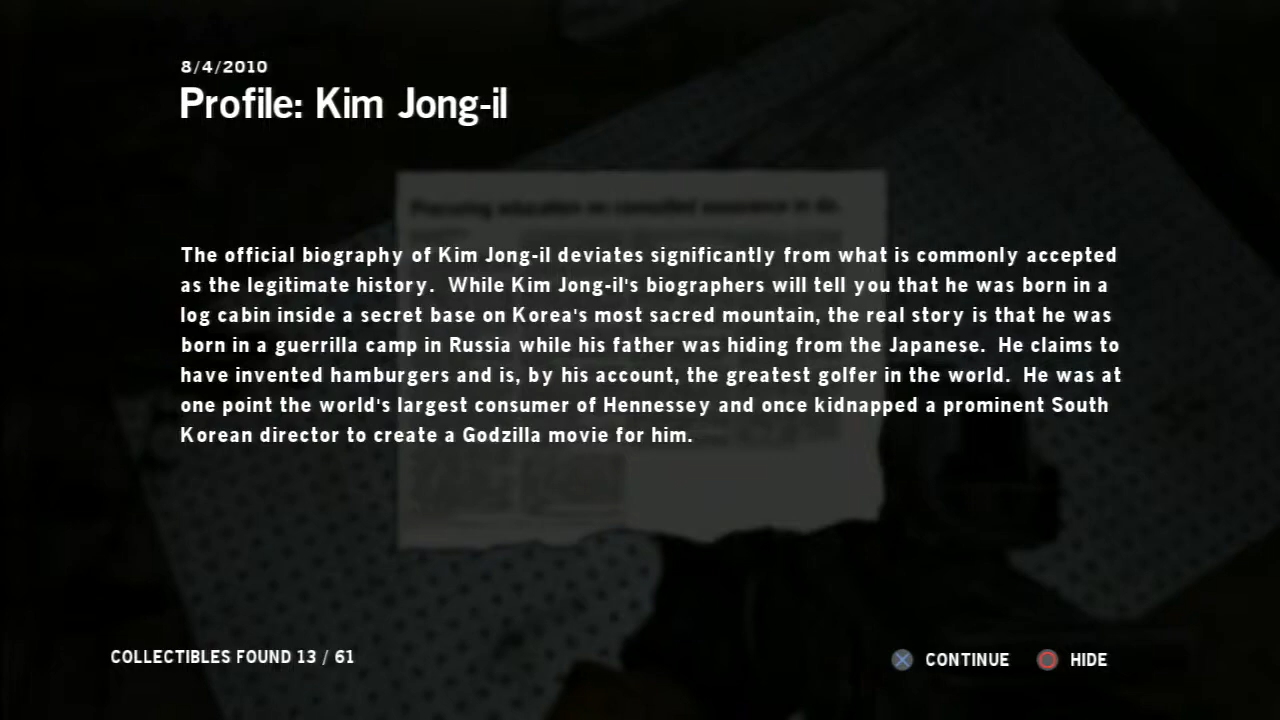 8/4/2010
Profile: Kim Jong-il
The official biography of Kim Jong-il deviates significantly from what is commonly accepted
as the legitimate history.  While Kim Jong-il's biographers will tell you that he was born in a
log cabin inside a secret base on Korea's most sacred mountain, the real story is that he was
born in a guerrilla camp in Russia while his father was hiding from the Japanese.  He claims to
have invented hamburgers and is, by his account, the greatest golfer in the world.  He was at
one point the world's largest consumer of Hennessey and once kidnapped a prominent South
Korean director to create a Godzilla movie for him.
COLLECTIBLES FOUND 13 / 61
CONTINUE HIDE